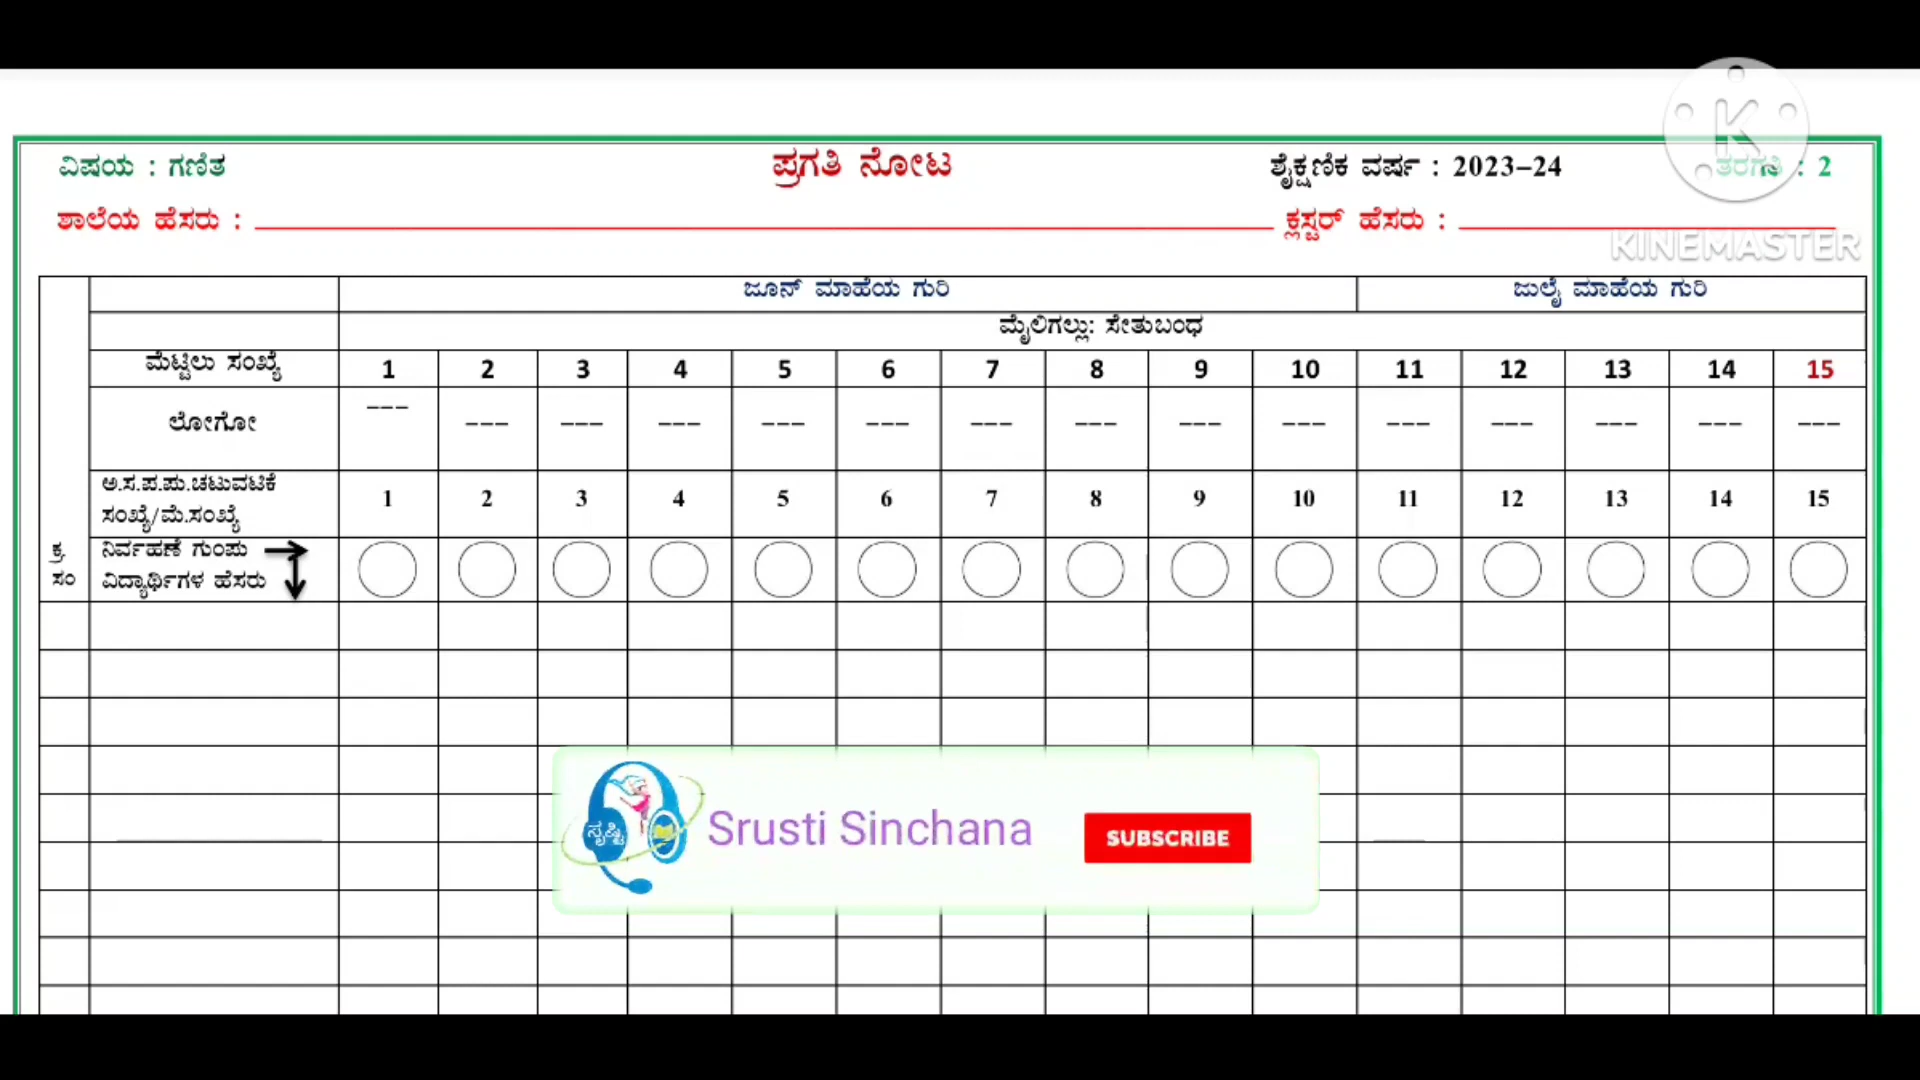 ವಿಷಯ : ಗಣಿತ ಪ್ರಗತಿ ನೋಟ ಶೈಕ್ಷಣಿಕ ವರ್ಷ : 2023–24 ತರಗತಿ : 2
ಶಾಲೆಯ ಹೆಸರು : ಕ್ಲಸ್ಟರ್ ಹೆಸರು :
KINEMASTER
ಜೂನ್ ಮಾಹೆಯ ಗುರಿ ಜುಲೈ ಮಾಹೆಯ ಗುರಿ
ಮೈಲಿಗಲ್ಲು: ಸೇತುಬಂಧ
ಮೆಟ್ಟಿಲು ಸಂಖ್ಯೆ 1 2 3 4 5 6 7 8 9 10 11 12 13 14 15
ಲೋಗೋ --- --- --- --- --- --- --- --- --- --- --- --- --- --- ---
ಅ.ಸ.ಪ.ಪು.ಚಟುವಟಿಕೆ
ಸಂಖ್ಯೆ/ಮೆ.ಸಂಖ್ಯೆ 1 2 3 4 5 6 7 8 9 10 11 12 13 14 15
ಕ್ರ ನಿರ್ವಹಣೆ ಗುಂಪು
ಸಂ ವಿದ್ಯಾರ್ಥಿಗಳ ಹೆಸರು
ಸೃಷ್ಟಿ Srusti Sinchana SUBSCRIBE